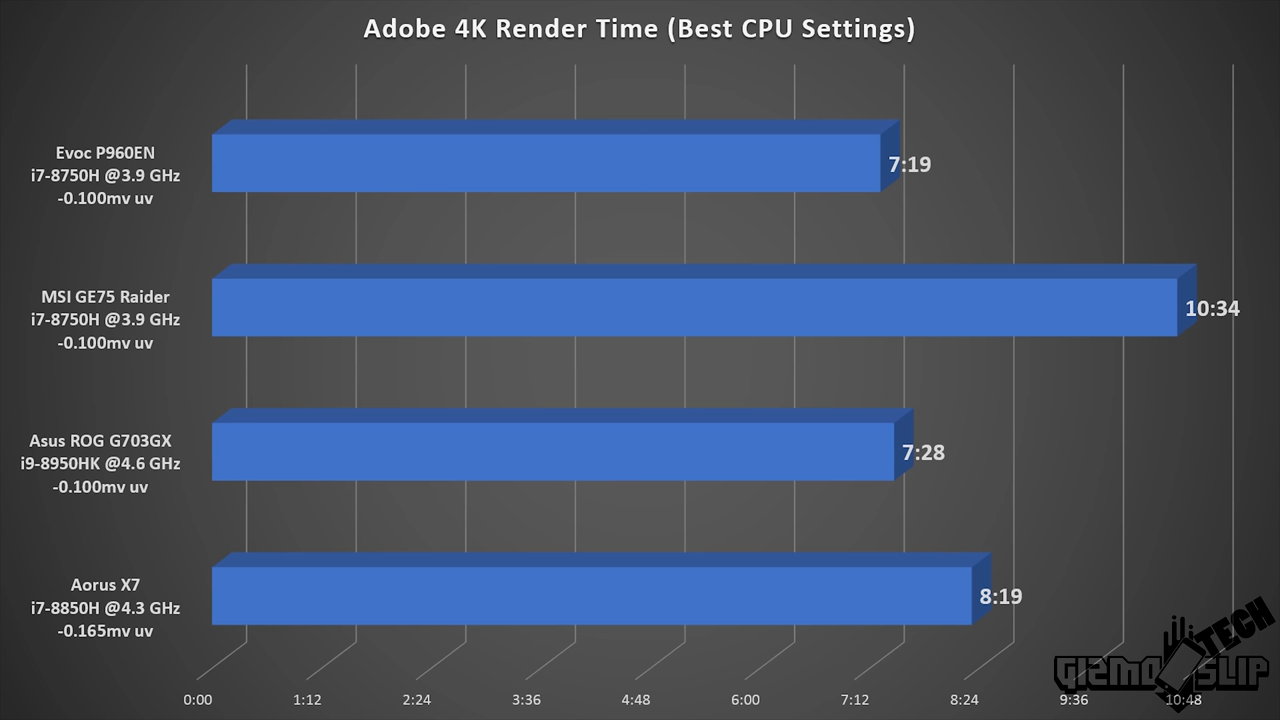 Adobe 4K Render Time (Best CPU Settings)
Evoc P960EN
i7-8750H @3.9 GHz
-0.100mv uv
7:19
MSI GE75 Raider
i7-8750H @3.9 GHz
-0.100mv uv
10:34
Asus ROG G703GX
i9-8950HK @4.6 GHz
-0.100mv uv
7:28
Aorus X7
i7-8850H @4.3 GHz
-0.165mv uv
8:19
0:00 1:12 2:24 3:36 4:48 6:00 7:12 8:24 9:36 10:48
TECH
GIZMO SLIP